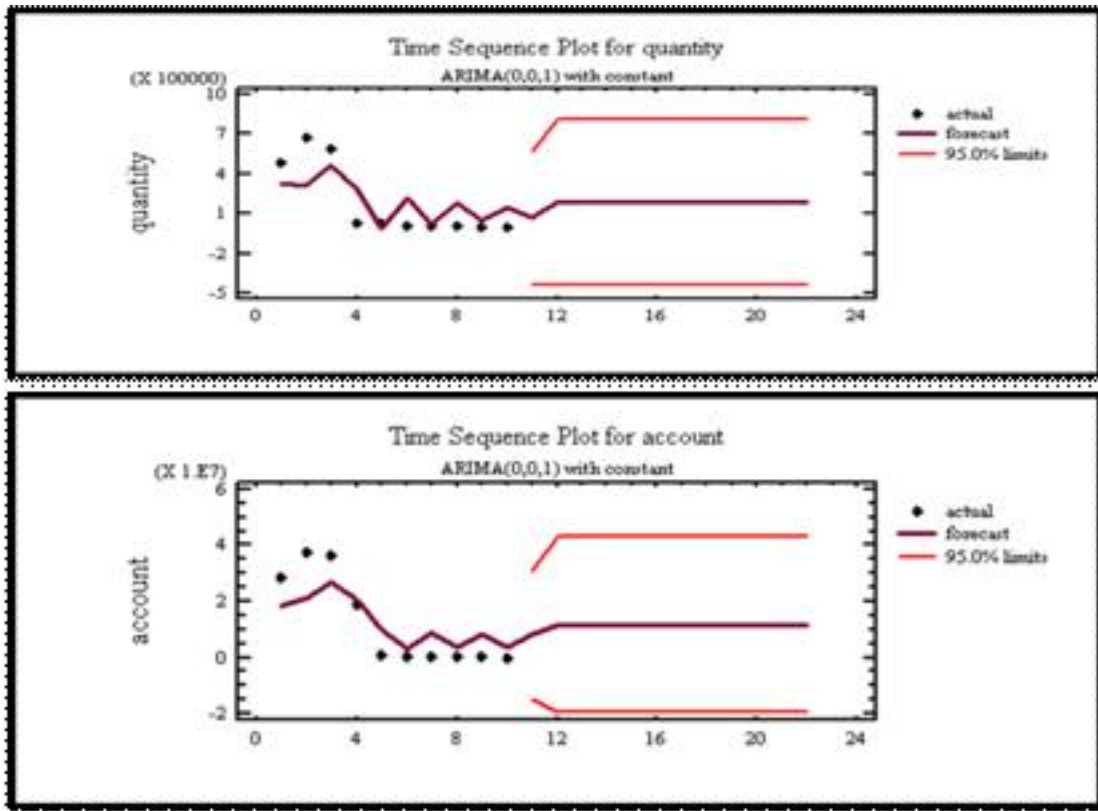 Time Sequence Plot for quantity
(X 100000)
ARIMA(0,0,1) with constant
10
7
4
1
-2
-5
quantity
0 4 8 12 16 20 24
actual
forecast
95.0% limits
Time Sequence Plot for account
(X 1.E7)
ARIMA(0,0,1) with constant
6
4
2
0
-2
account
0 4 8 12 16 20 24
actual
forecast
95.0% limits